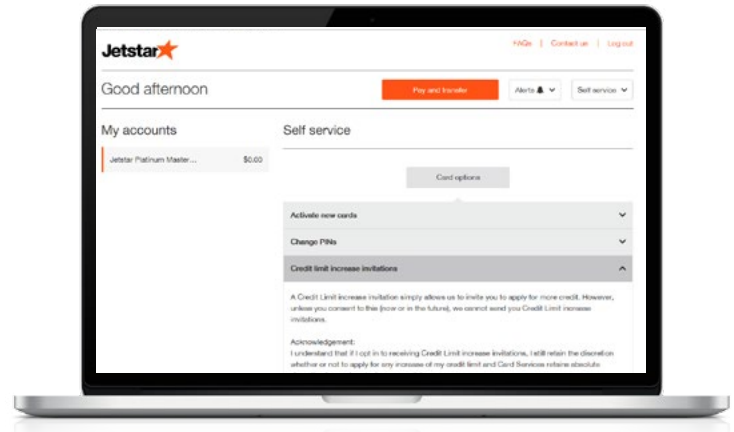 Jetstar
FAQs | Contact us | Log out
Good afternoon
Pay and transfer
Alerts
Self service
My accounts
Self service
Jetstar Platinum Master... $0.00
Card options
Activate new cards
Change PINs
Credit limit increase invitations
A Credit Limit increase invitation simply allows us to invite you to apply for more credit. However,
unless you consent to this (now or in the future), we cannot send you Credit Limit increase
invitations.
Acknowledgement:
I understand that if I opt in to receiving Credit Limit increase invitations, I still retain the discretion
whether or not to apply for any increase of my credit limit and Card Services retains absolute